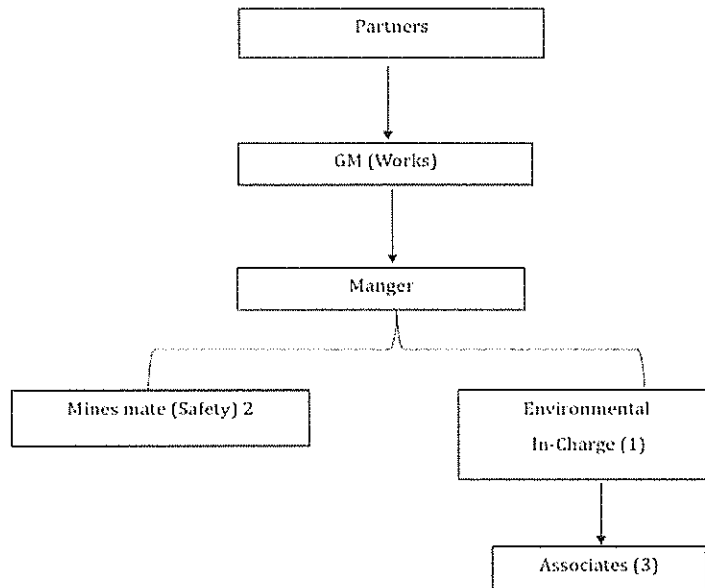 Partners
GM (Works)
Manger
Mines mate (Safety) 2
Environmental
In-Charge (1)
Associates (3)